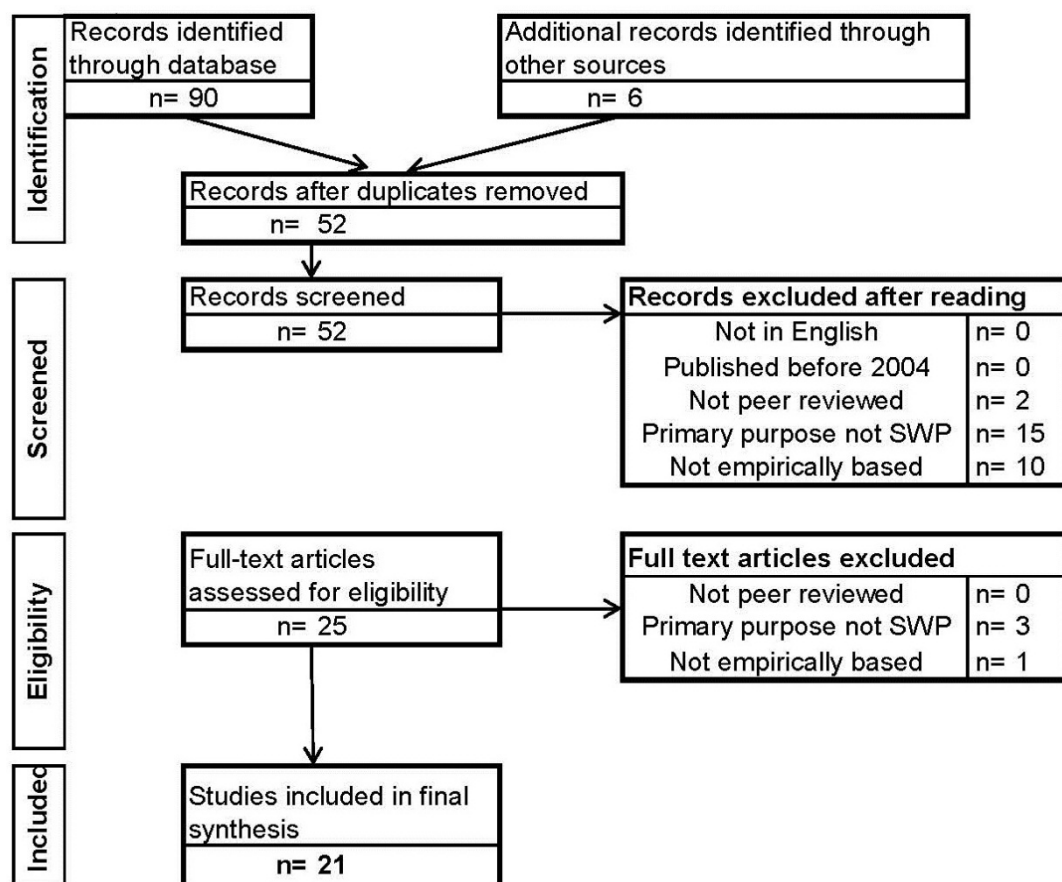 Identification
Records identified
through database
n= 90
Additional records identified through
other sources
n= 6
Records after duplicates removed
n= 52
Screened
Records screened
n= 52
Records excluded after reading
Not in English n= 0
Published before 2004 n= 0
Not peer reviewed n= 2
Primary purpose not SWP n= 15
Not empirically based n= 10
Eligibility
Full-text articles
assessed for eligibility
n= 25
Full text articles excluded
Not peer reviewed n= 0
Primary purpose not SWP n= 3
Not empirically based n= 1
Included
Studies included in final
synthesis
n= 21